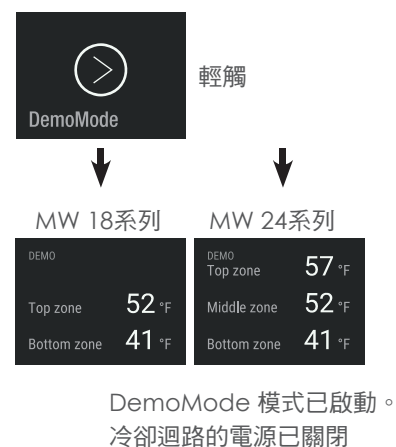 輕觸
DemoMode
MW 18系列
MW 24系列
DEMO
Top zone 52 °F
Bottom zone 41 °F
DEMO
Top zone 57 °F
Middle zone 52 °F
Bottom zone 41 °F
DemoMode 模式已啟動。
冷卻迴路的電源已關閉